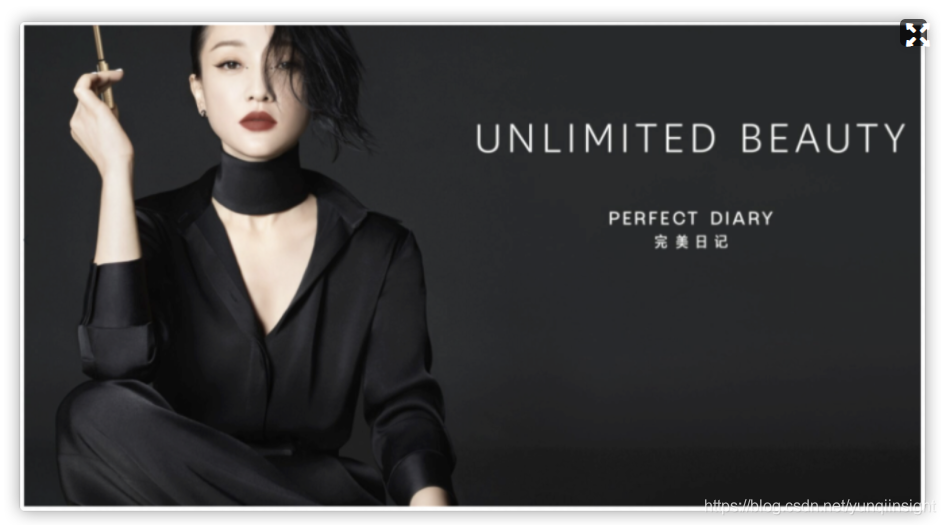 UNLIMITED BEAUTY
PERFECT DIARY
完美日记
https://blog.csdn.net/yunqiinsight